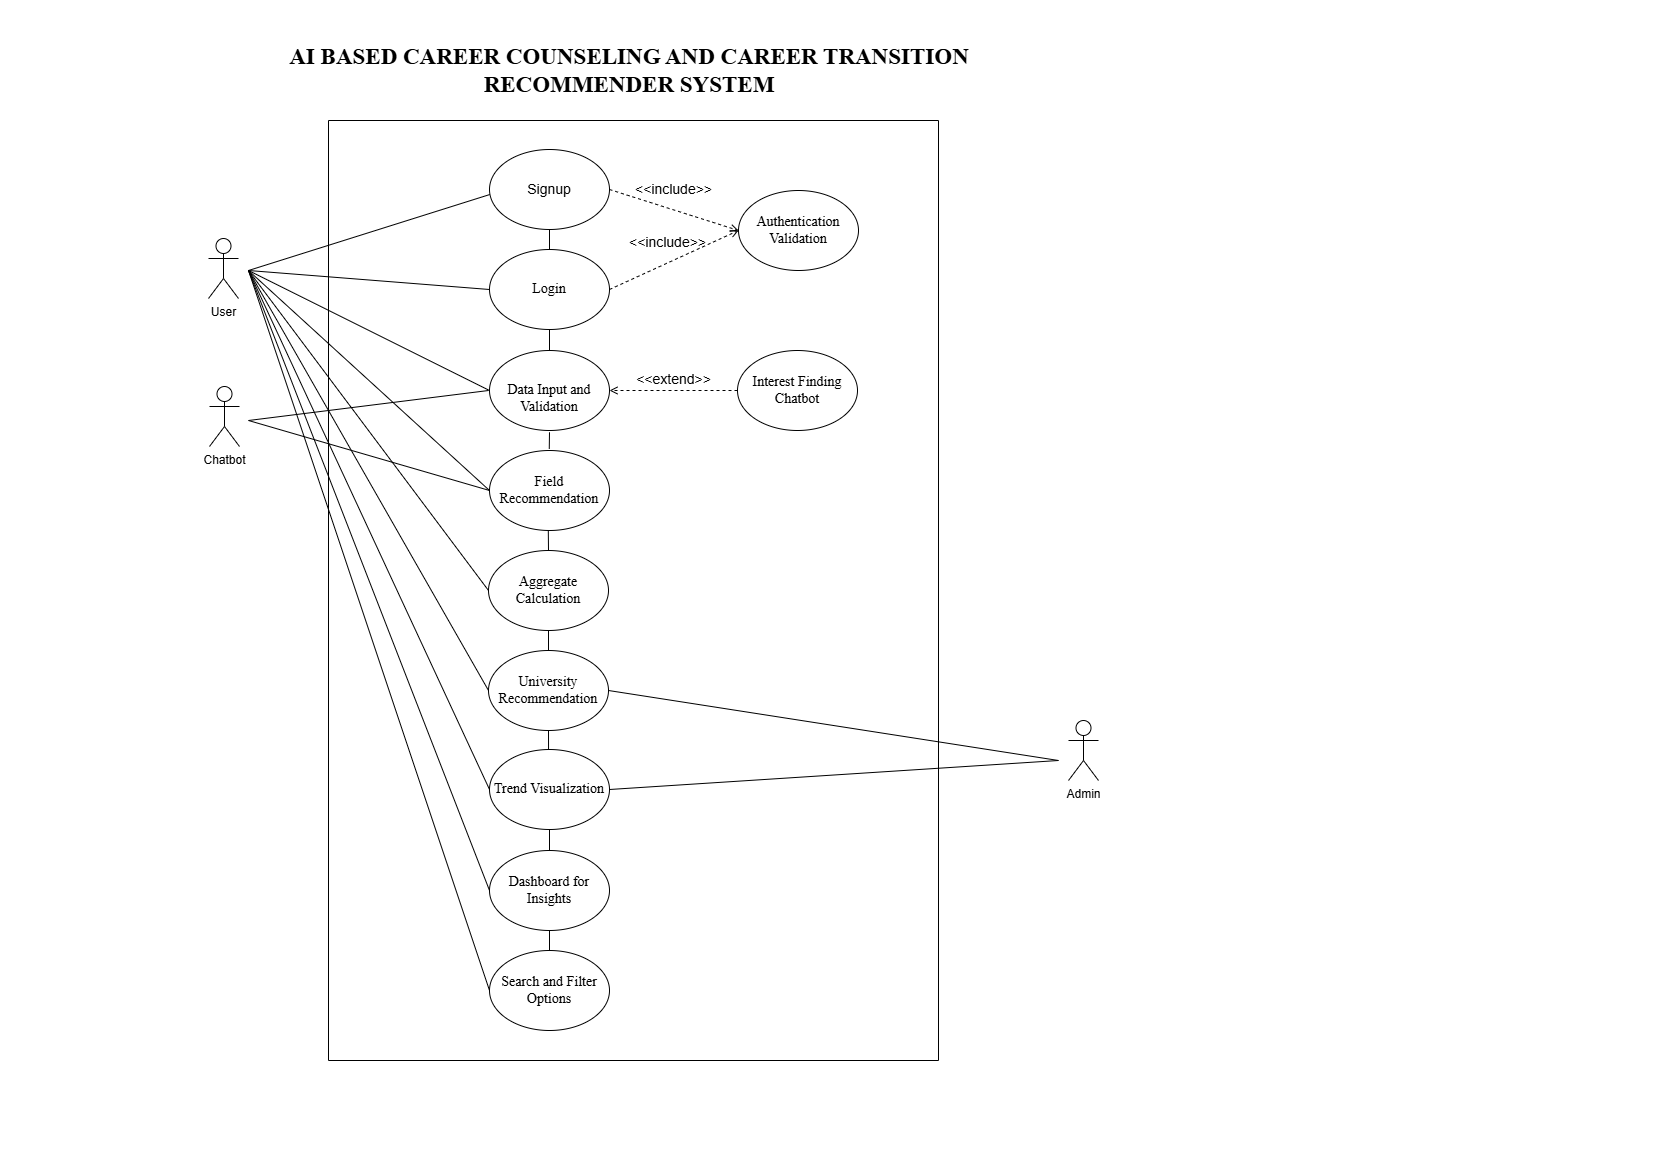 AI BASED CAREER COUNSELING AND CAREER TRANSITION
RECOMMENDER SYSTEM
Signup
<<include>>
Authentication
Validation
<<include>>
Login
User
Data Input and
Validation
<<extend>>
Interest Finding
Chatbot
Chatbot
Field
Recommendation
Aggregate
Calculation
University
Recommendation
Trend Visualization
Admin
Dashboard for
Insights
Search and Filter
Options